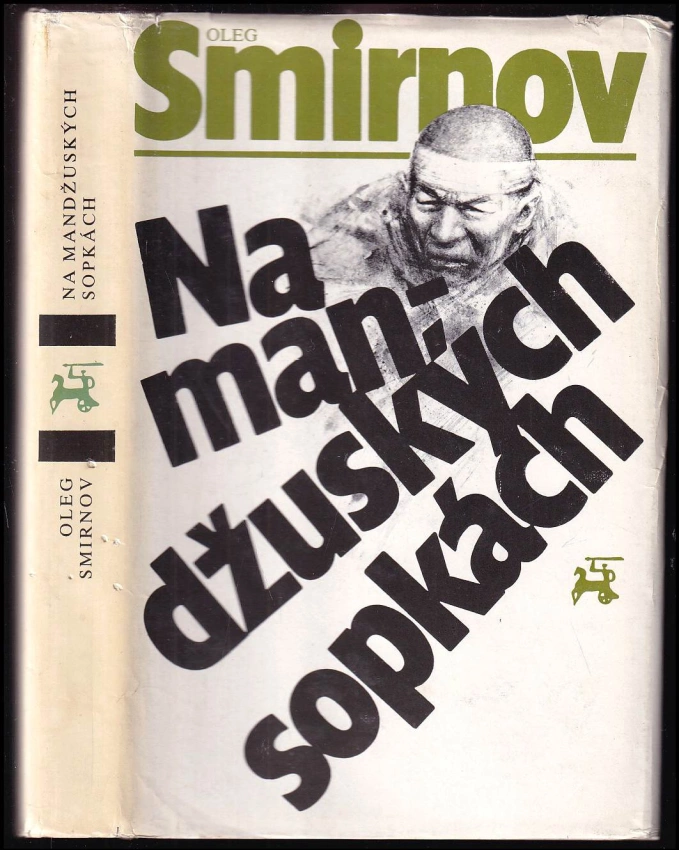 NA MANDŽUSKÝCH
SOPKÁCH
OLEG
SMIRNOV
OLEG
Smirnov
Na
man-
džuských
sopkách